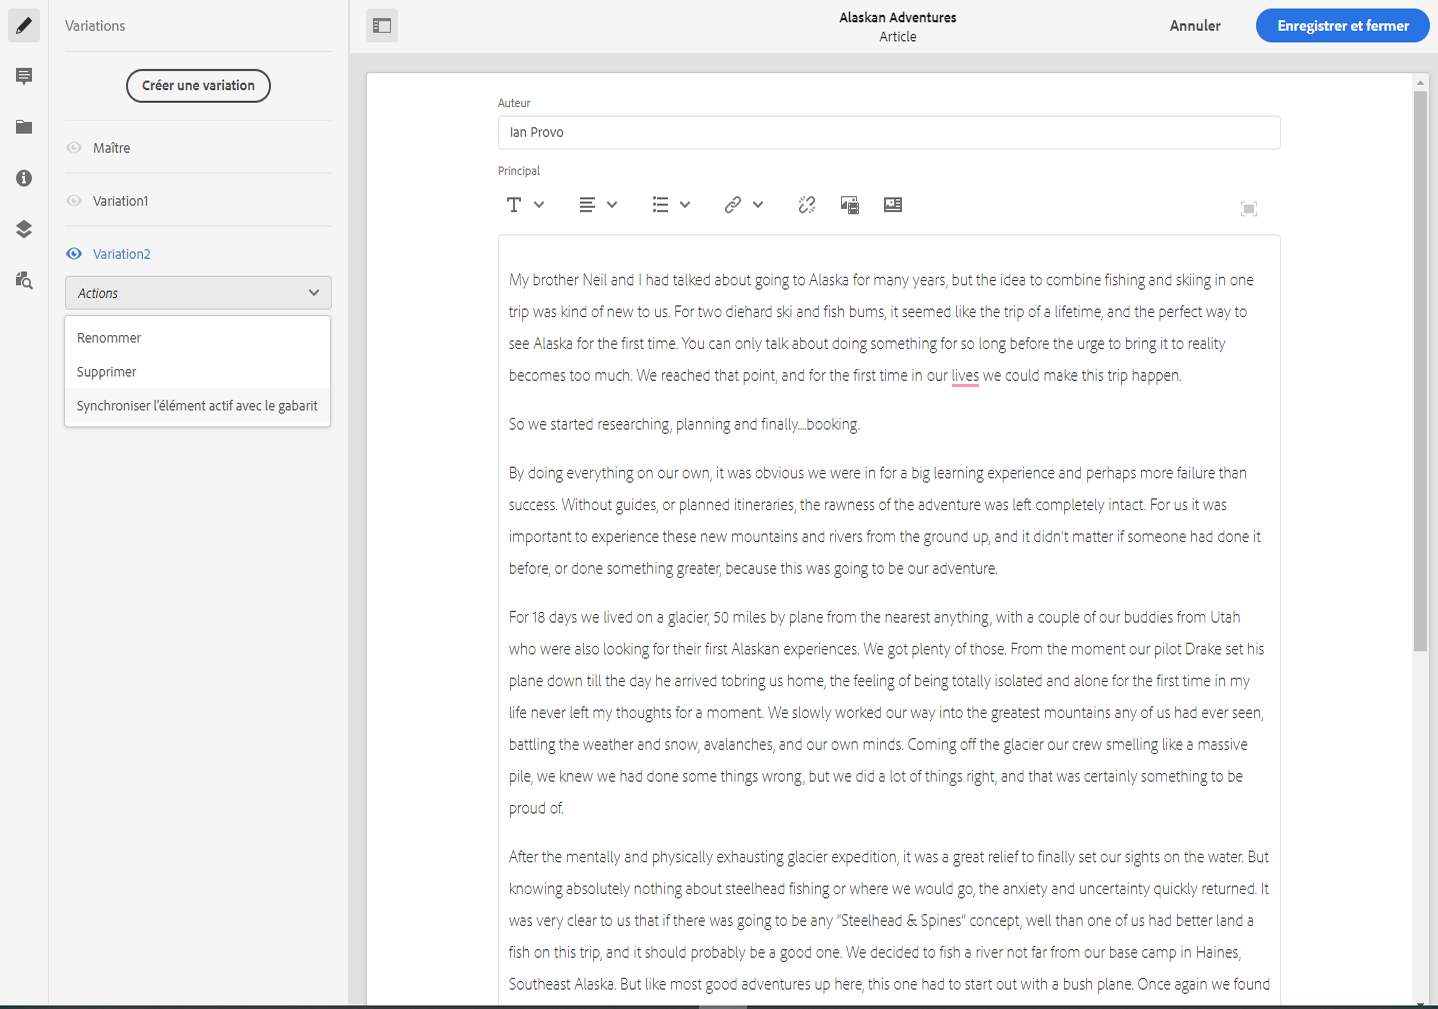 Variations
Créer une variation
Maître
Variation1
Variation2
Actions
Renommer
Supprimer
Synchroniser l'élément actif avec le gabarit
Alaskan Adventures
Article
Annuler
Enregistrer et fermer
Auteur
Ian Provo
Principal
My brother Neil and I had talked about going to Alaska for many years, but the idea to combine fishing and skiing in one
trip was kind of new to us. For two diehard ski and fish bums, it seemed like the trip of a lifetime, and the perfect way to
see Alaska for the first time. You can only talk about doing something for so long before the urge to bring it to reality
becomes too much. We reached that point, and for the first time in our lives we could make this trip happen.
So we started researching, planning and finally....booking.
By doing everything on our own, it was obvious we were in for a big learning experience and perhaps more failure than
success. Without guides, or planned itineraries, the rawness of the adventure was left completely intact. For us it was
important to experience these new mountains and rivers from the ground up, and it didn't matter if someone had done it
before, or done something greater, because this was going to be our adventure.
For 18 days we lived on a glacier, 50 miles by plane from the nearest anything, with a couple of our buddies from Utah
who were also looking for their first Alaskan experiences. We got plenty of those. From the moment our pilot Drake set his
plane down till the day he arrived tobring us home, the feeling of being totally isolated and alone for the first time in my
life never left my thoughts for a moment. We slowly worked our way into the greatest mountains any of us had ever seen,
battling the weather and snow, avalanches, and our own minds. Coming off the glacier our crew smelling like a massive
pile, we knew we had done some things wrong, but we did a lot of things right, and that was certainly something to be
proud of.
After the mentally and physically exhausting glacier expedition, it was a great relief to finally set our sights on the water. But
knowing absolutely nothing about steelhead fishing or where we would go, the anxiety and uncertainty quickly returned. It
was very clear to us that if there was going to be any "Steelhead & Spines" concept, well than one of us had better land a
fish on this trip, and it should probably be a good one. We decided to fish a river not far from our base camp in Haines,
Southeast Alaska. But like most good adventures up here, this one had to start out with a bush plane. Once again we found